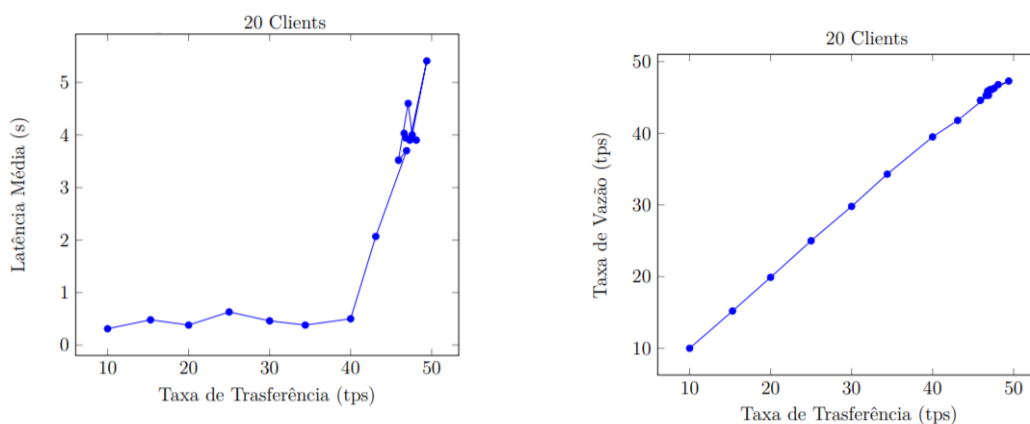 20 Clients
Latência Média (s)
5
4
3
2
1
0
10 20 30 40 50
Taxa de Trasferência (tps)
20 Clients
Taxa de Vazão (tps)
50
40
30
20
10
10 20 30 40 50
Taxa de Trasferência (tps)